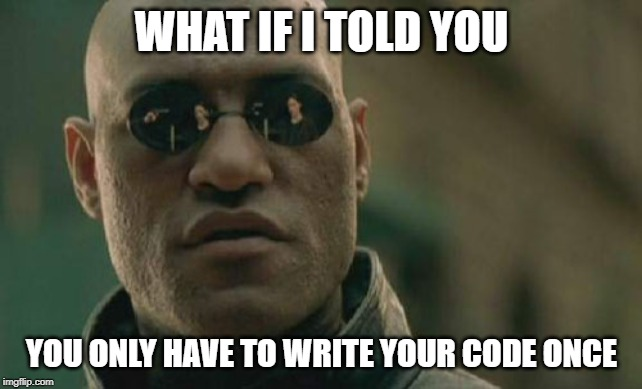 WHAT IF I TOLD YOU
YOU ONLY HAVE TO WRITE YOUR CODE ONCE
imgflip.com